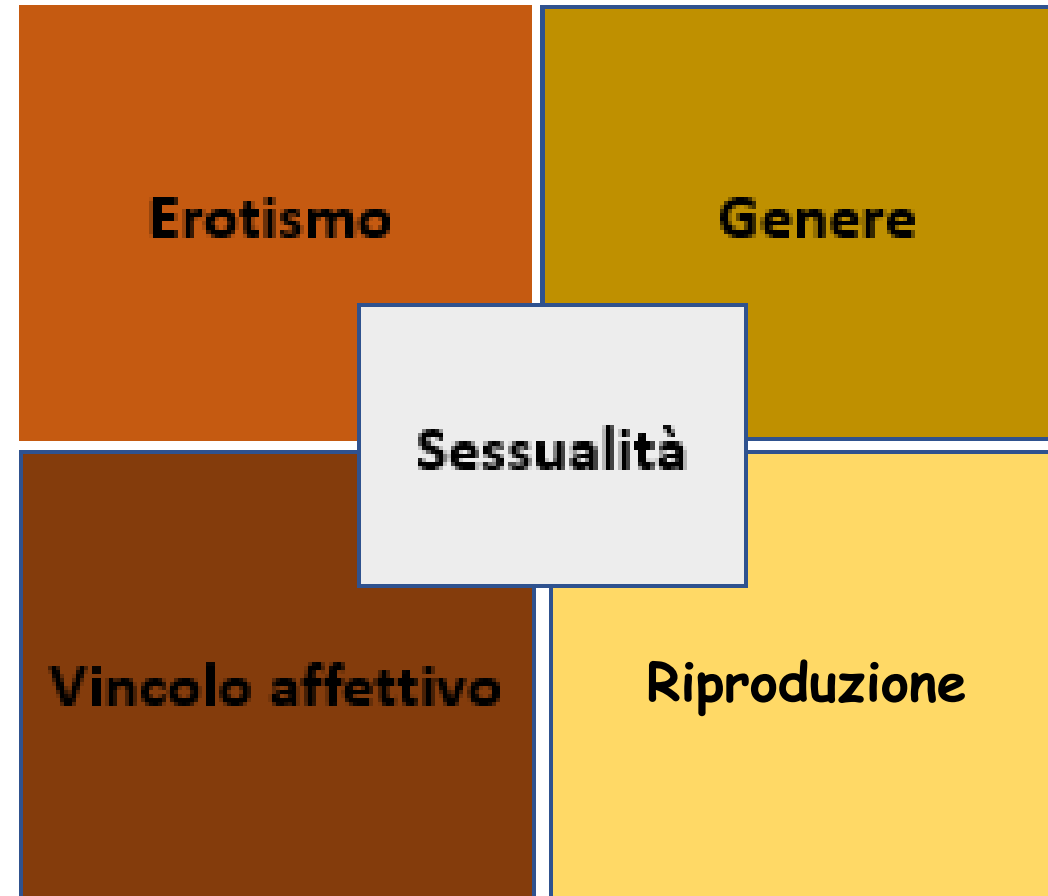 Erotismo
Genere
Sessualità
Vincolo affettivo
Riproduzione